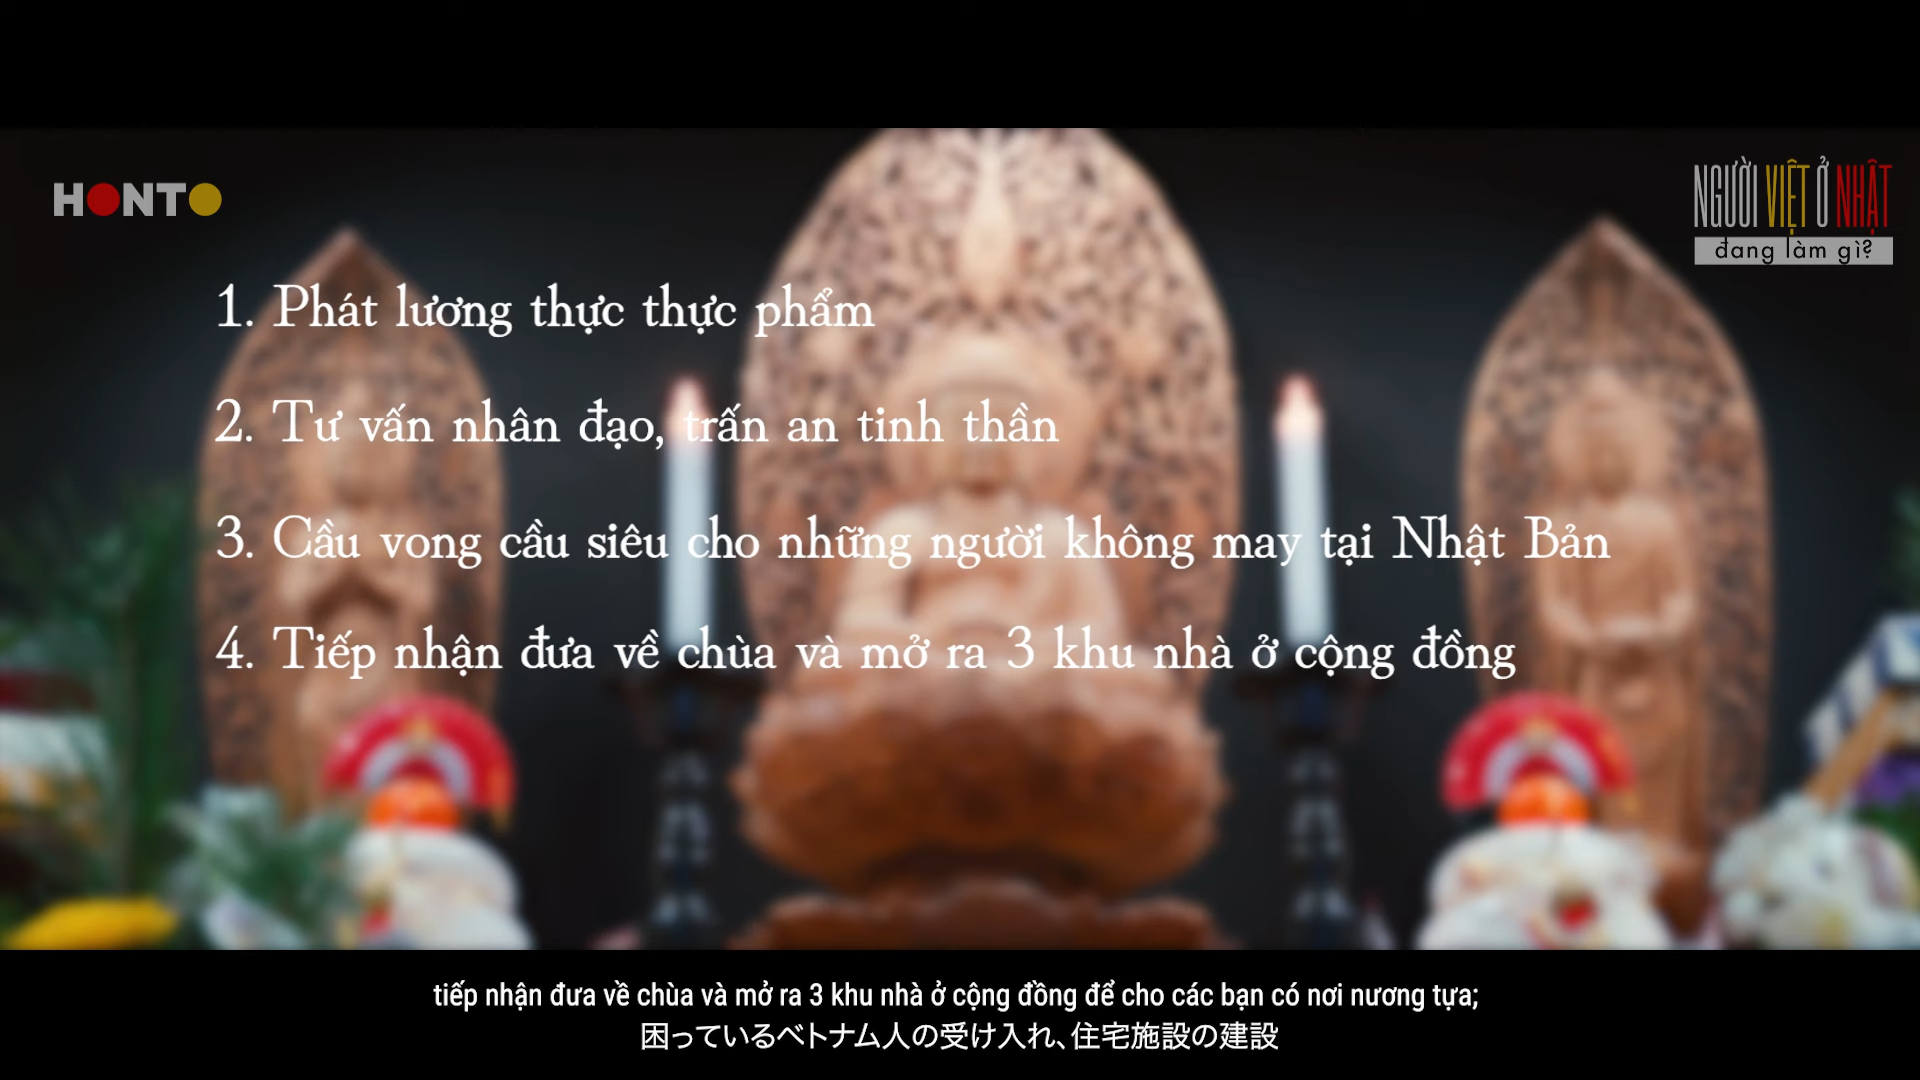 HONTO
NGƯỜI VIỆT Ở NHẬT
đang làm gì?
1. Phát lương thực thực phẩm
2. Tư vấn nhân đạo, trấn an tinh thần
3. Cầu vong cầu siêu cho những người không may tại Nhật Bản
4. Tiếp nhận đưa về chùa và mở ra 3 khu nhà ở cộng đồng
tiếp nhận đưa về chùa và mở ra 3 khu nhà ở cộng đồng để cho các bạn có nơi nương tựa;
困っているベトナム人の受け入れ、住宅施設の建設